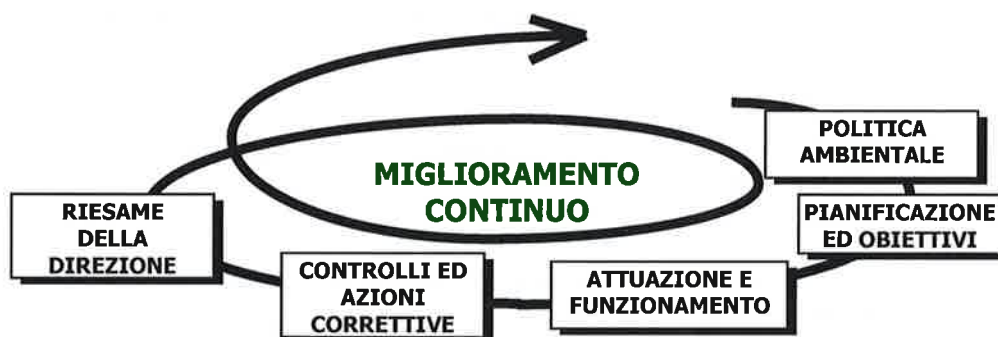 POLITICA
AMBIENTALE
PIANIFICAZIONE
ED OBIETTIVI
ATTUAZIONE E
FUNZIONAMENTO
CONTROLLI ED
AZIONI
CORRETTIVE
RIESAME
DELLA
DIREZIONE
MIGLIORAMENTO
CONTINUO